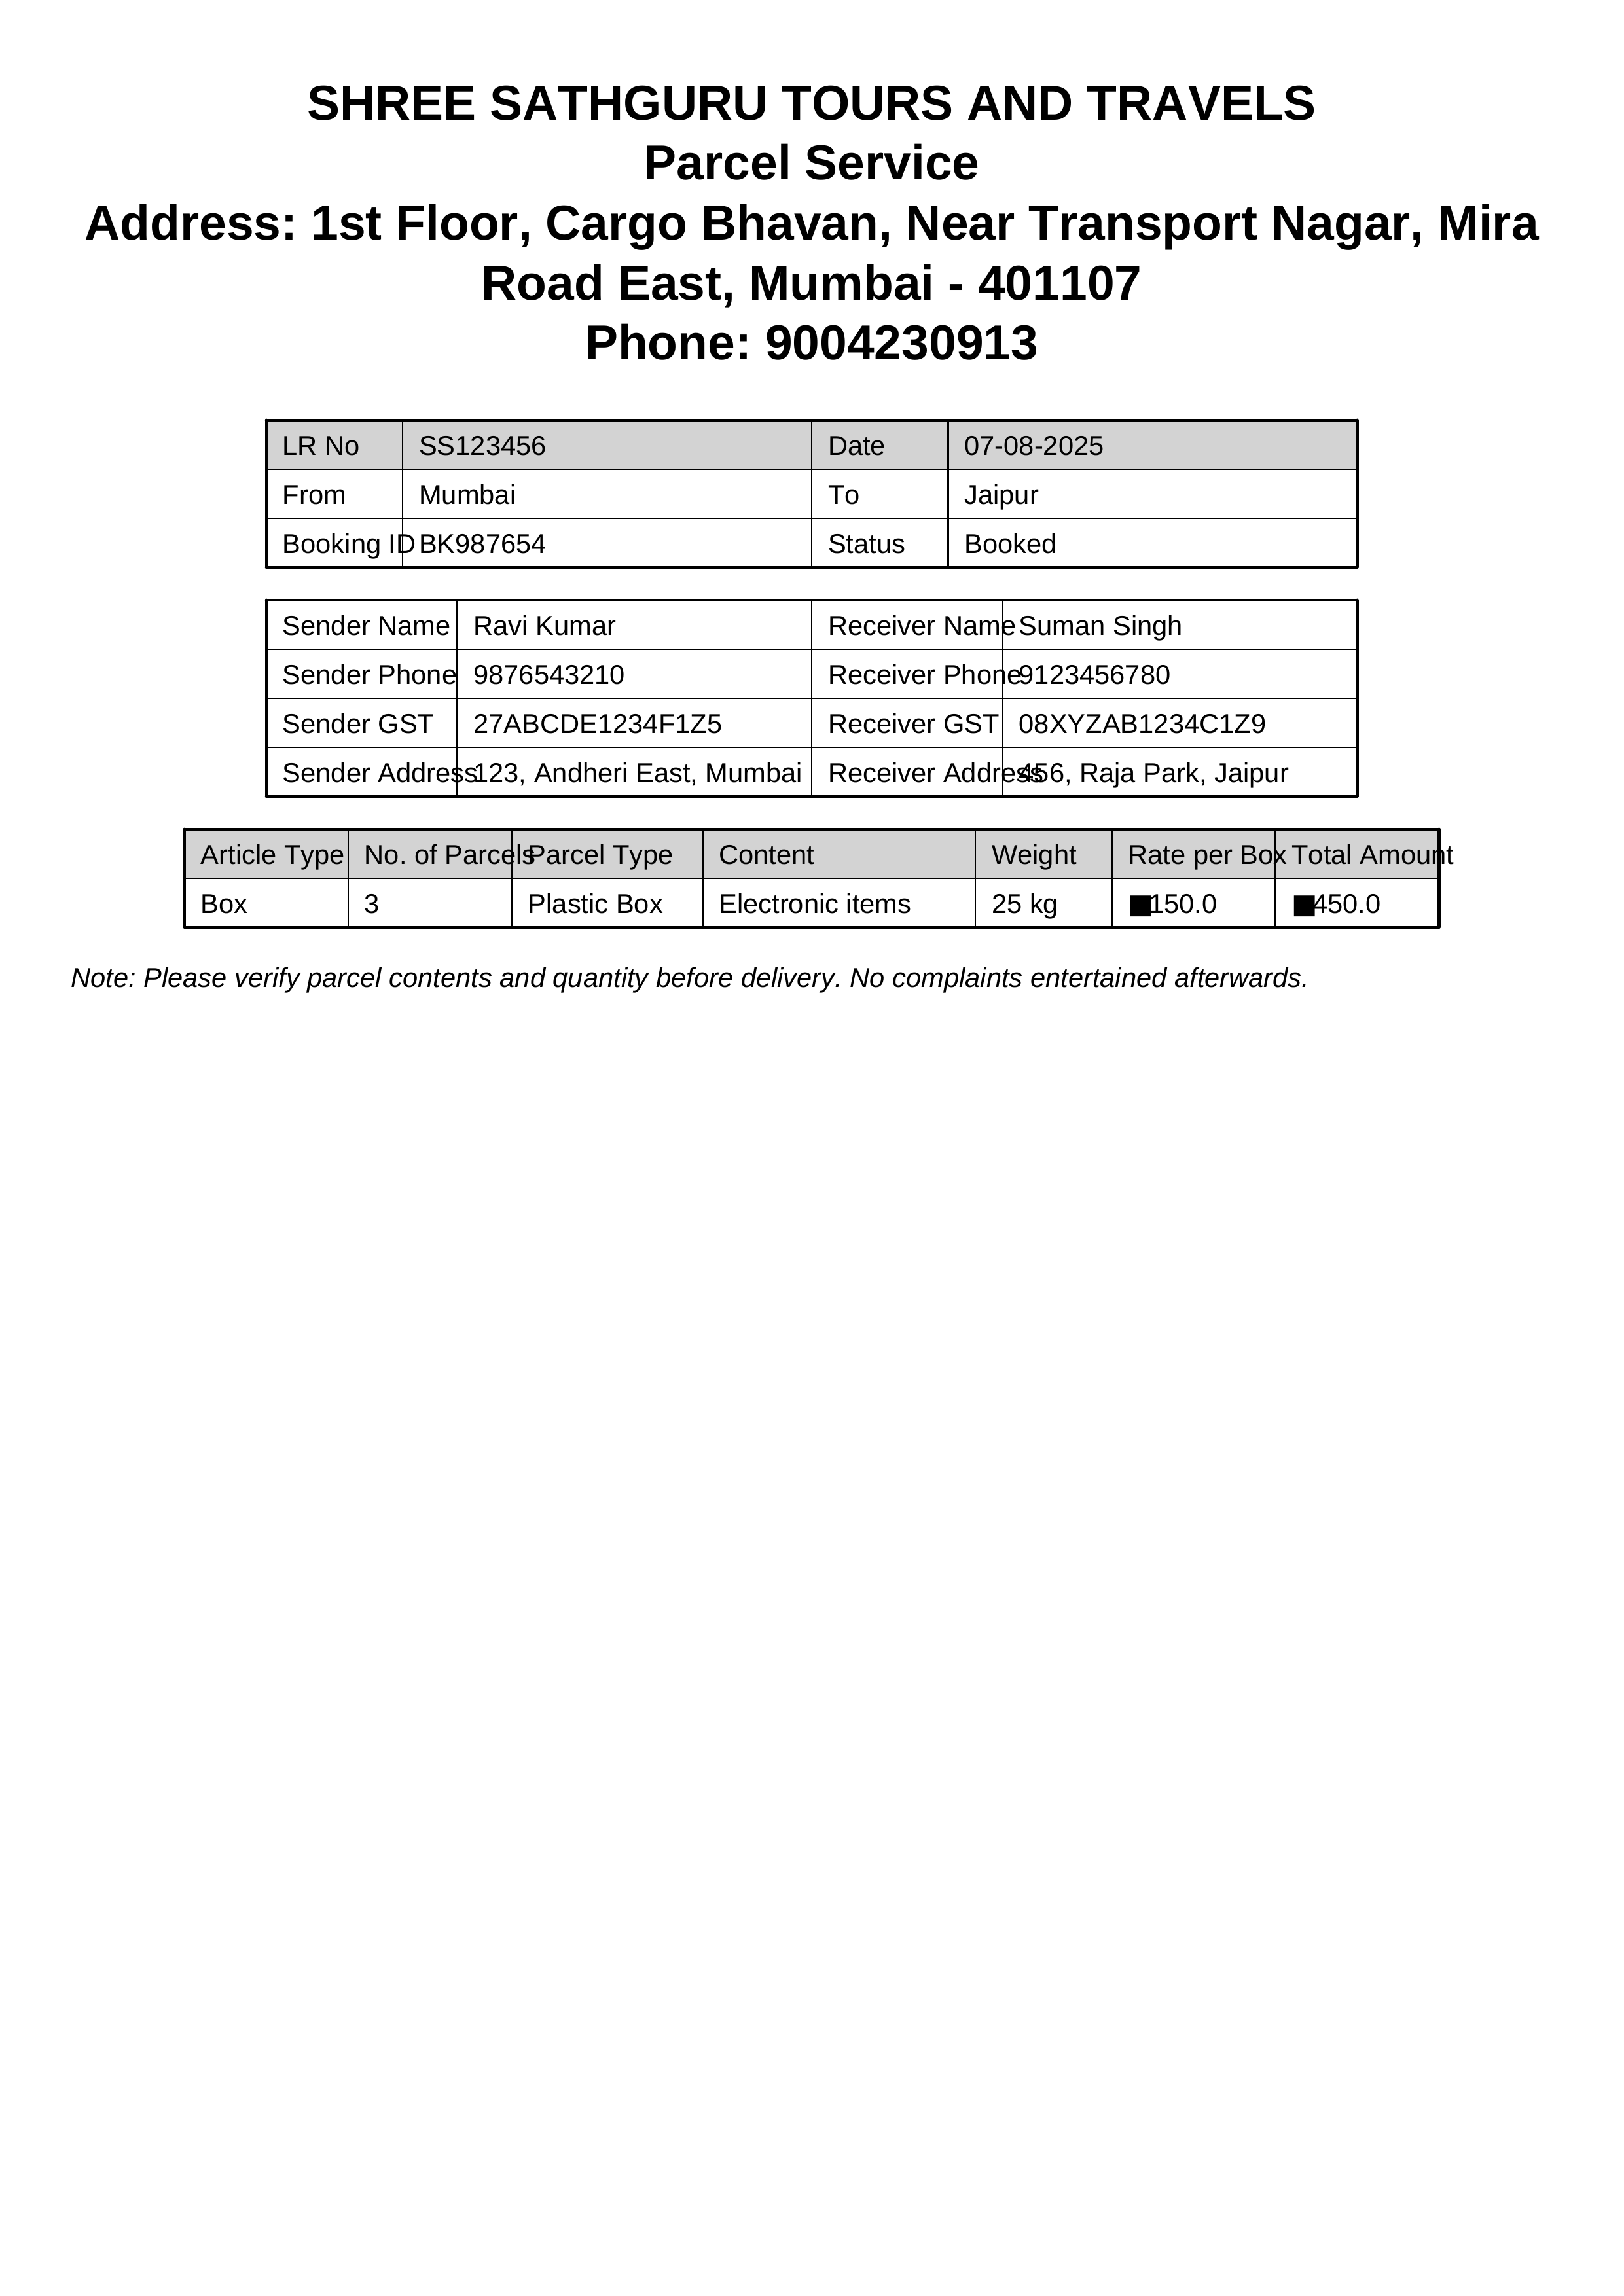 SHREE SATHGURU TOURS AND TRAVELS
Parcel Service
Address: 1st Floor, Cargo Bhavan, Near Transport Nagar, Mira
Road East, Mumbai - 401107
Phone: 9004230913
LR No SS123456 Date 07-08-2025
From Mumbai To Jaipur
Booking ID BK987654 Status Booked
Sender Name Ravi Kumar Receiver Name Suman Singh
Sender Phone 9876543210 Receiver Phone 9123456780
Sender GST 27ABCDE1234F1Z5 Receiver GST 08XYZAB1234C1Z9
Sender Address 123, Andheri East, Mumbai Receiver Address 456, Raja Park, Jaipur
Article Type No. of Parcels Parcel Type Content Weight Rate per Box Total Amount
Box 3 Plastic Box Electronic items 25 kg ■150.0 ■450.0
Note: Please verify parcel contents and quantity before delivery. No complaints entertained afterwards.